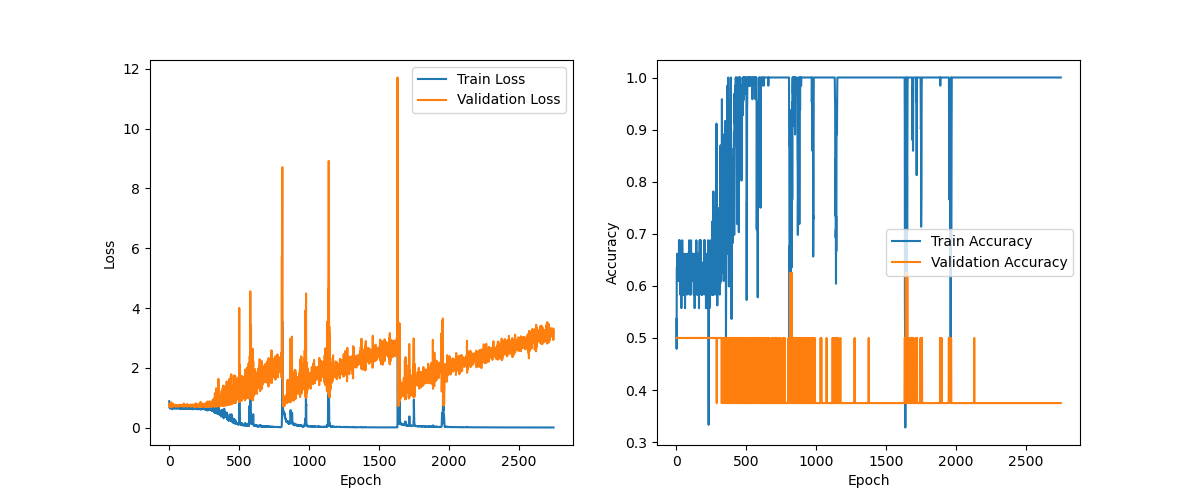 12
10
8
6
4
2
0
Loss
Train Loss
Validation Loss
0 500 1000 1500 2000 2500
Epoch
1.0
0.9
0.8
0.7
0.6
0.5
0.4
0.3
Accuracy
Train Accuracy
Validation Accuracy
0 500 1000 1500 2000 2500
Epoch